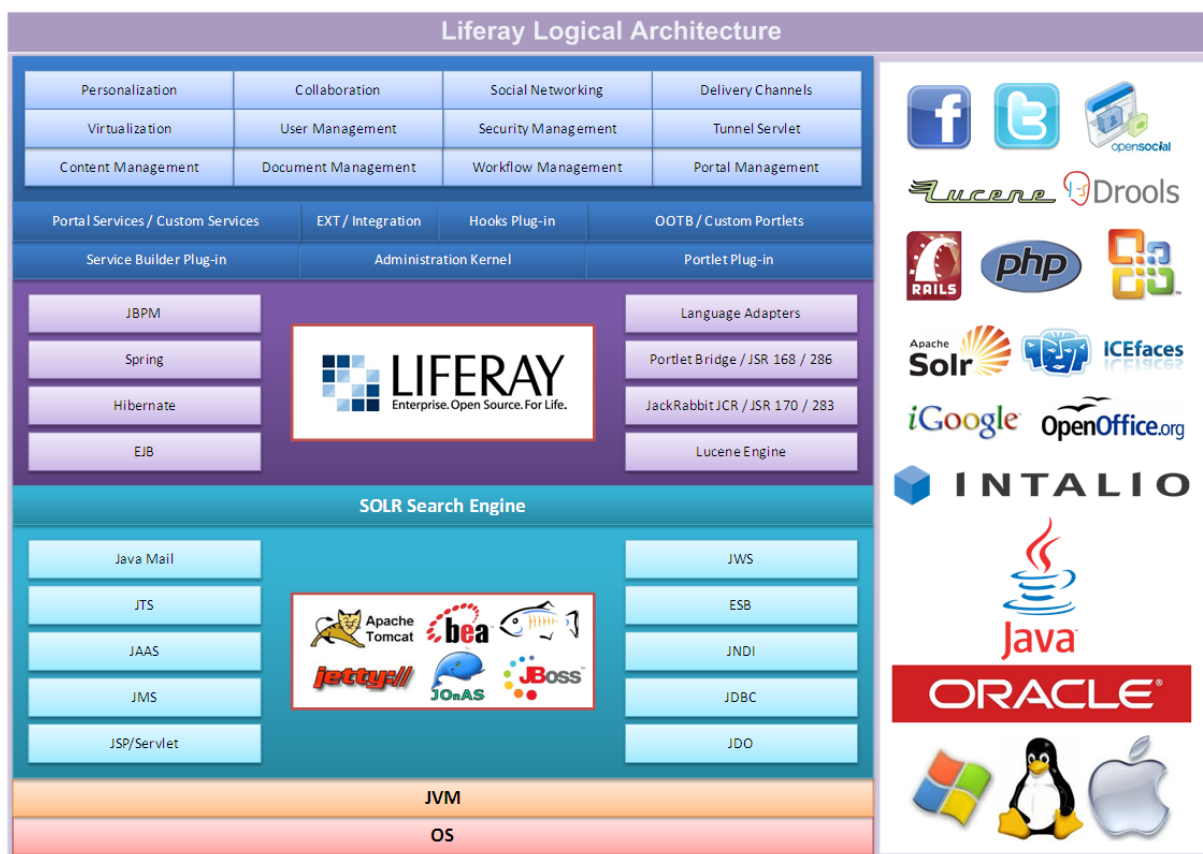 Liferay Logical Architecture
Personalization
Collaboration
Social Networking
Delivery Channels
Virtualization
User Management
Security Management
Tunnel Servlet
Content Management
Document Management
Workflow Management
Portal Management
Portal Services / Custom Services
EXT / Integration
Hooks Plug-in
OOTB / Custom Portlets
Service Builder Plug-in
Administration Kernel
Portlet Plug-in
JBPM
Spring
Hibernate
EJB
LIFERAY
Enterprise. Open Source. For Life.
Language Adapters
Portlet Bridge / JSR 168 / 286
JackRabbit JCR / JSR 170 / 283
Lucene Engine
SOLR Search Engine
Java Mail
JTS
JAAS
JMS
JSP/Servlet
Apache
Tomcat
bea
jetty://
JOnAS
JBoss
JWS
ESB
JNDI
JDBC
JDO
JVM
OS
f
t
opensocial
Lucene
Drools
RAILS
php
Apache
Solr
ICEfaces
iGoogle
OpenOffice.org
INTALIO
Java
ORACLE